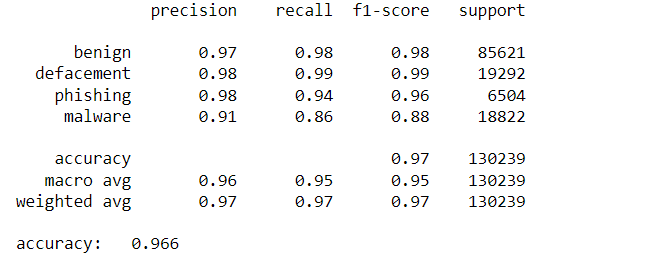 precision recall f1-score support
benign 0.97 0.98 0.98 85621
defacement 0.98 0.99 0.99 19292
phishing 0.98 0.94 0.96 6504
malware 0.91 0.86 0.88 18822
accuracy 0.97 130239
macro avg 0.96 0.95 0.95 130239
weighted avg 0.97 0.97 0.97 130239
accuracy: 0.966